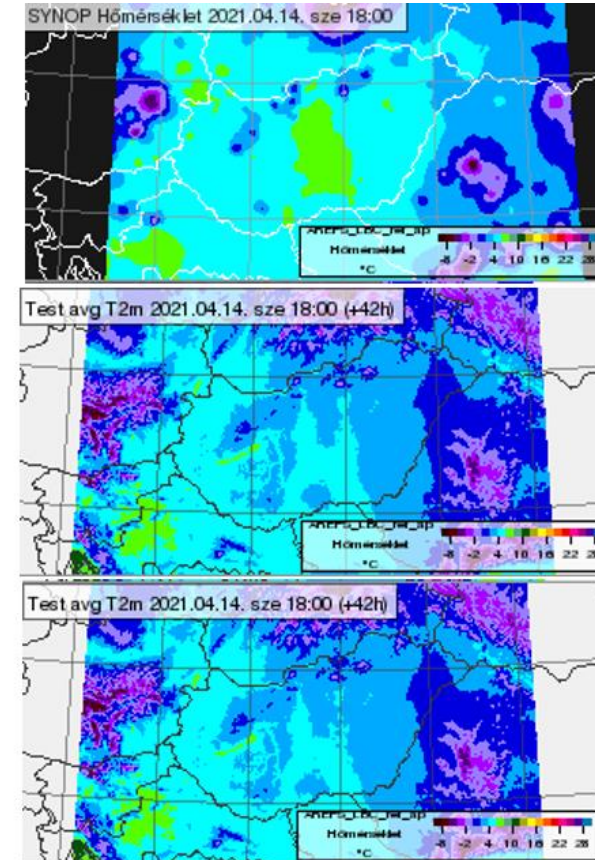 SYNOP Hőmérséklet 2021.04.14. sze 18:00
Hőmérséklet
-8 -2 4 10 16 22 28
°C
Test avg T2m 2021.04.14. sze 18:00 (+42h)
Hőmérséklet
-8 -2 4 10 16 22
°C
Test avg T2m 2021.04.14. sze 18:00 (+42h)
Hőmérséklet
-8 -2 4 10 16 22 28
°C